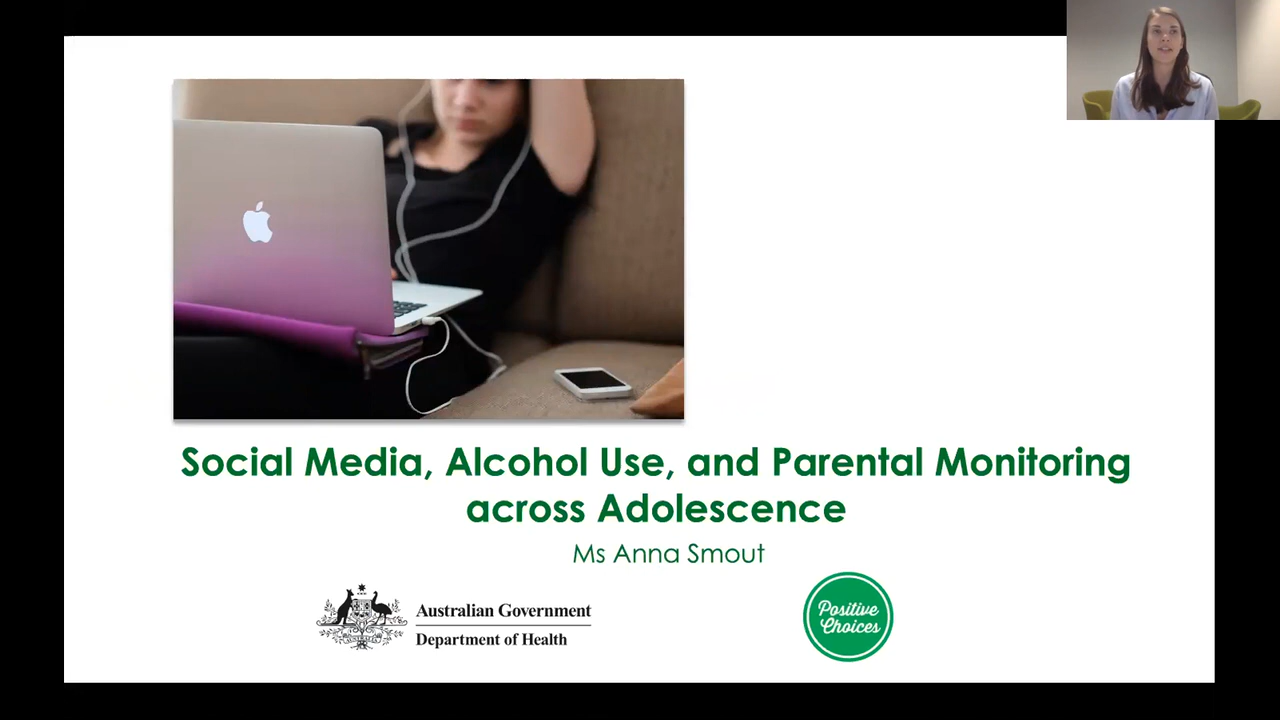 Social Media, Alcohol Use, and Parental Monitoring
across Adolescence
Ms Anna Smout
Australian Government
Department of Health
Positive
Choices